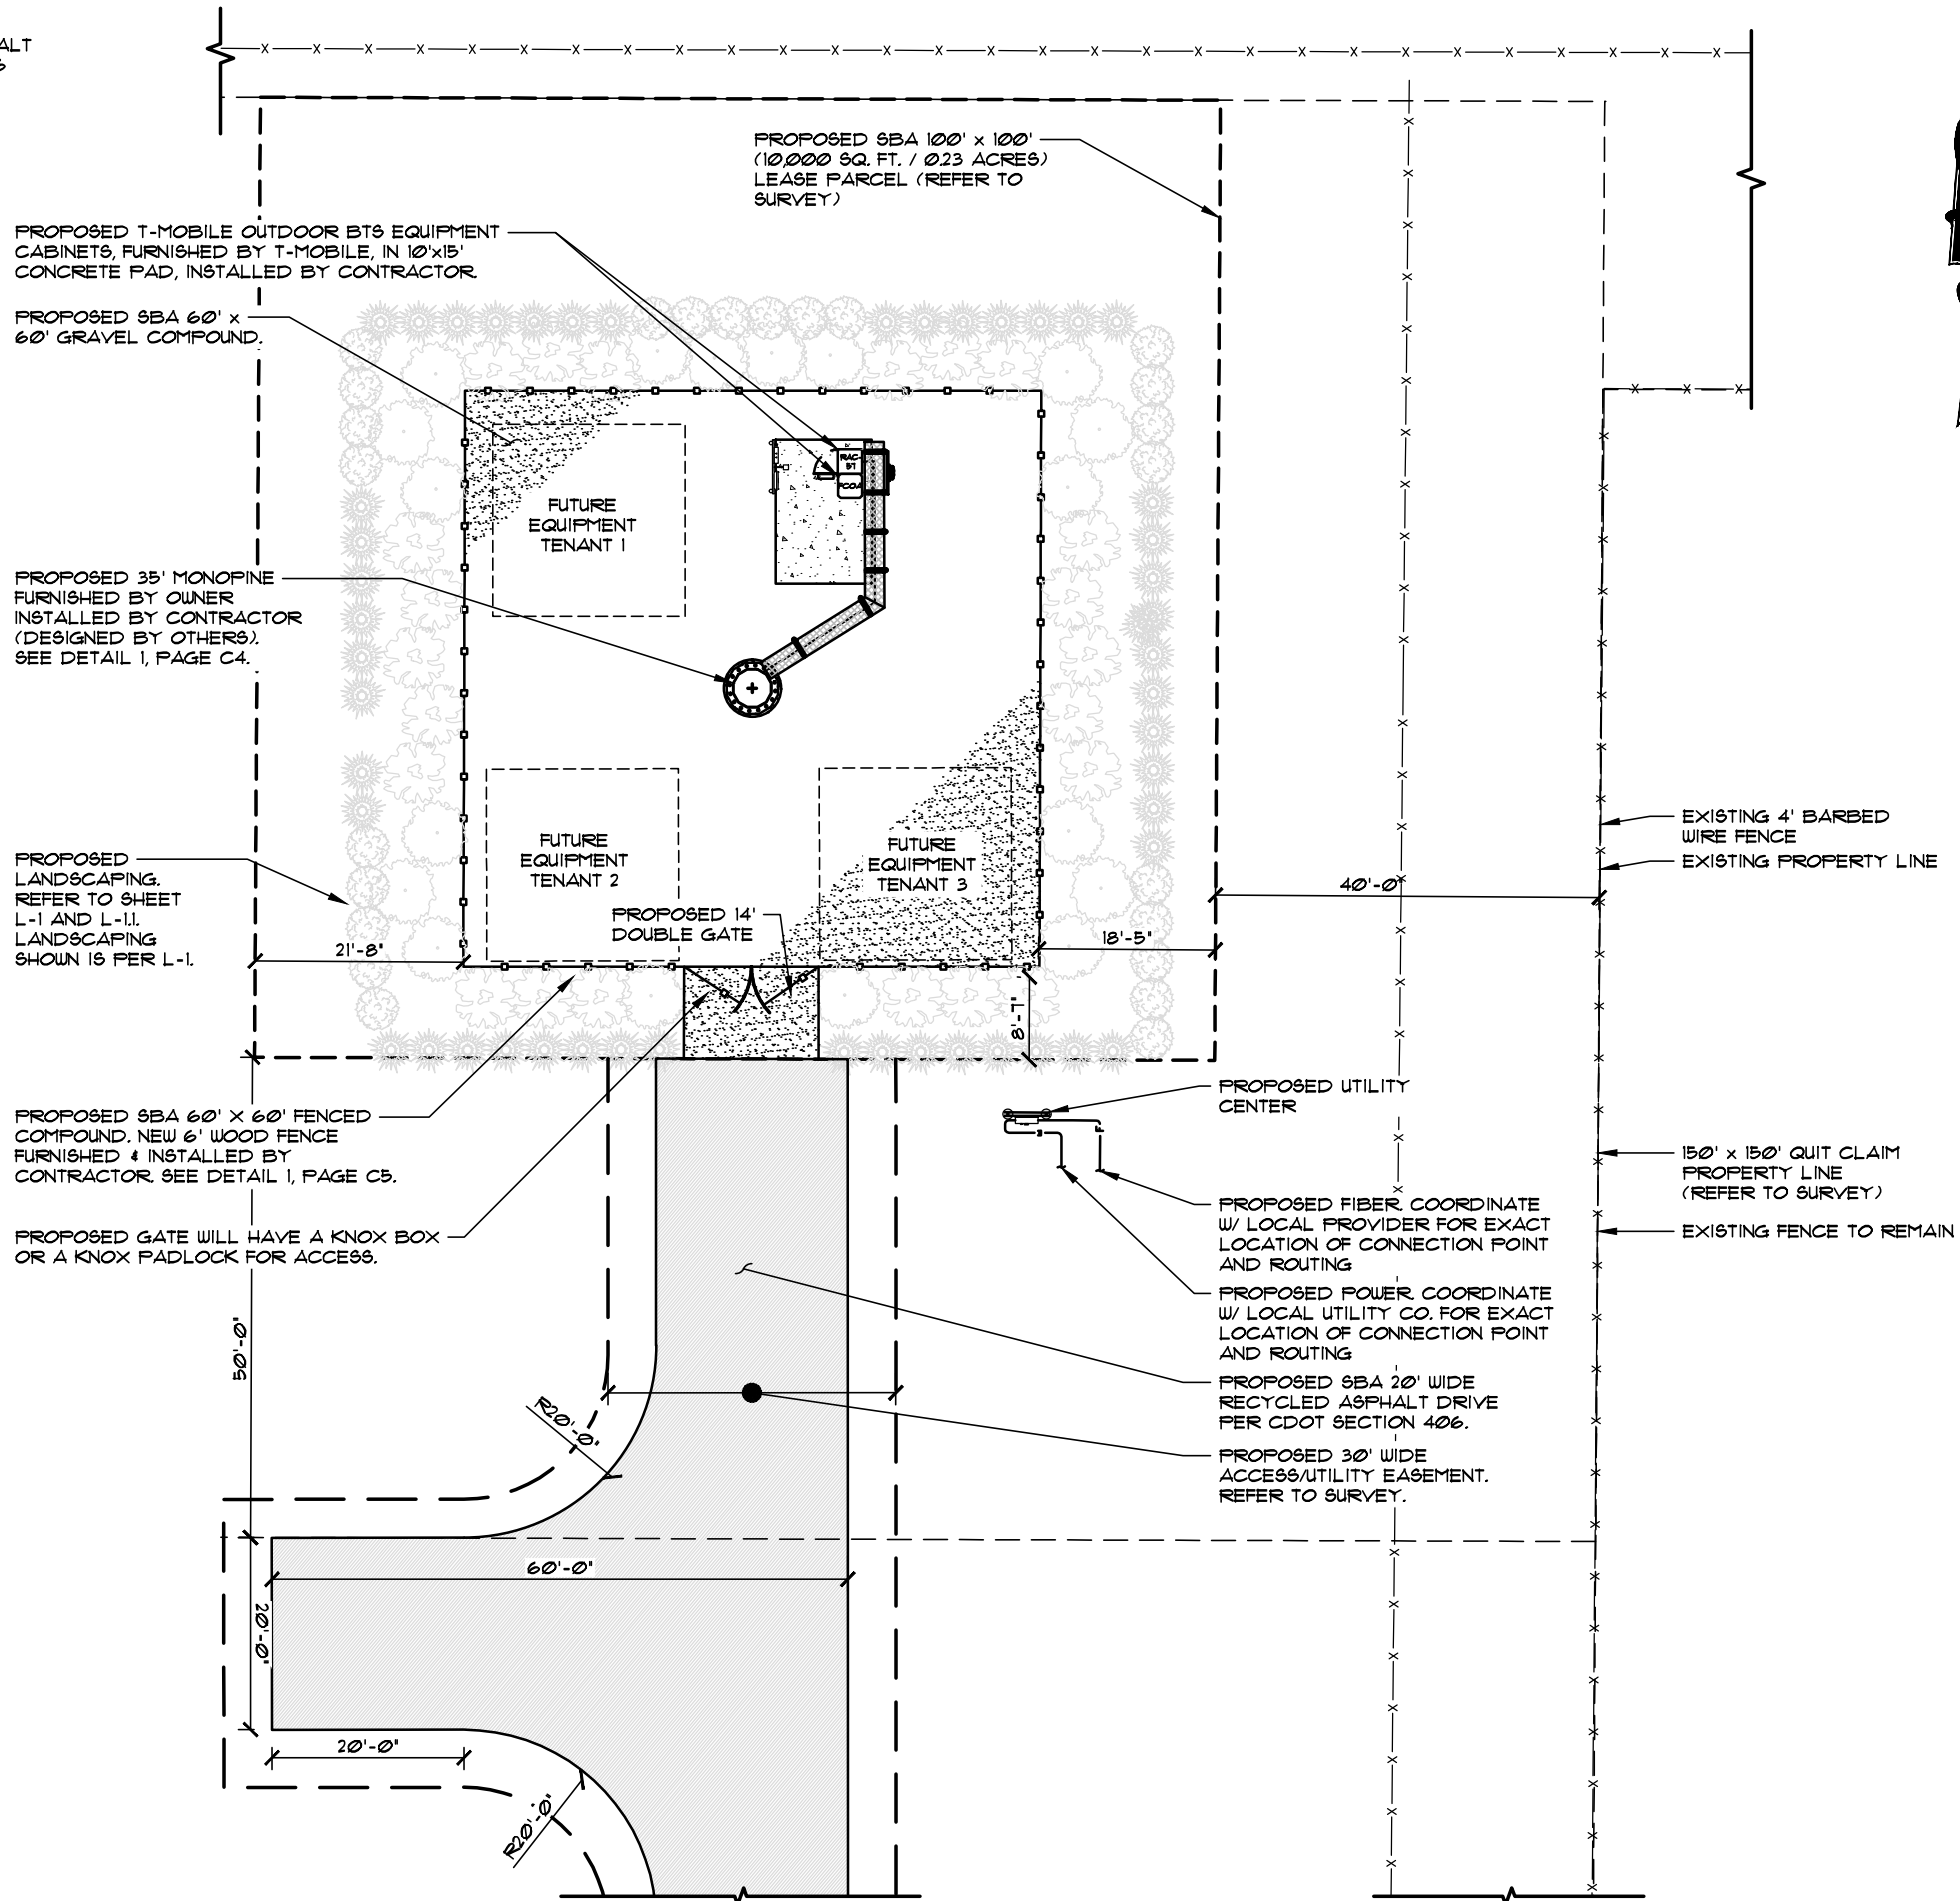 PROPOSED SBA 100' x 100'
(10,000 SQ. FT. / 0.23 ACRES)
LEASE PARCEL (REFER TO
SURVEY)
PROPOSED T-MOBILE OUTDOOR BTS EQUIPMENT
CABINETS, FURNISHED BY T-MOBILE, IN 10'x15'
CONCRETE PAD, INSTALLED BY CONTRACTOR.
PROPOSED SBA 60' x
60' GRAVEL COMPOUND.
FUTURE
EQUIPMENT
TENANT 1
PROPOSED 35' MONOPINE
FURNISHED BY OWNER
INSTALLED BY CONTRACTOR
(DESIGNED BY OTHERS).
SEE DETAIL 1, PAGE C4.
FUTURE
EQUIPMENT
TENANT 2
FUTURE
EQUIPMENT
TENANT 3
EXISTING 4' BARBED
WIRE FENCE
EXISTING PROPERTY LINE
PROPOSED
LANDSCAPING.
REFER TO SHEET
L-1 AND L-1.1.
LANDSCAPING
SHOWN IS PER L-1.
PROPOSED 14'
DOUBLE GATE
40'-0"
21'-8"
18'-5"
8'-7"
PROPOSED UTILITY
CENTER
PROPOSED SBA 60' X 60' FENCED
COMPOUND. NEW 6' WOOD FENCE
FURNISHED & INSTALLED BY
CONTRACTOR. SEE DETAIL 1, PAGE C5.
150' x 150' QUIT CLAIM
PROPERTY LINE
(REFER TO SURVEY)
EXISTING FENCE TO REMAIN
PROPOSED GATE WILL HAVE A KNOX BOX
OR A KNOX PADLOCK FOR ACCESS.
PROPOSED FIBER. COORDINATE
W/ LOCAL PROVIDER FOR EXACT
LOCATION OF CONNECTION POINT
AND ROUTING
PROPOSED POWER. COORDINATE
W/ LOCAL UTILITY CO. FOR EXACT
LOCATION OF CONNECTION POINT
AND ROUTING
50'-0"
PROPOSED SBA 20' WIDE
RECYCLED ASPHALT DRIVE
PER CDOT SECTION 406.
R20'-0"
PROPOSED 30' WIDE
ACCESS/UTILITY EASEMENT.
REFER TO SURVEY.
60'-0"
20'-0"
20'-0"
R20'-0"